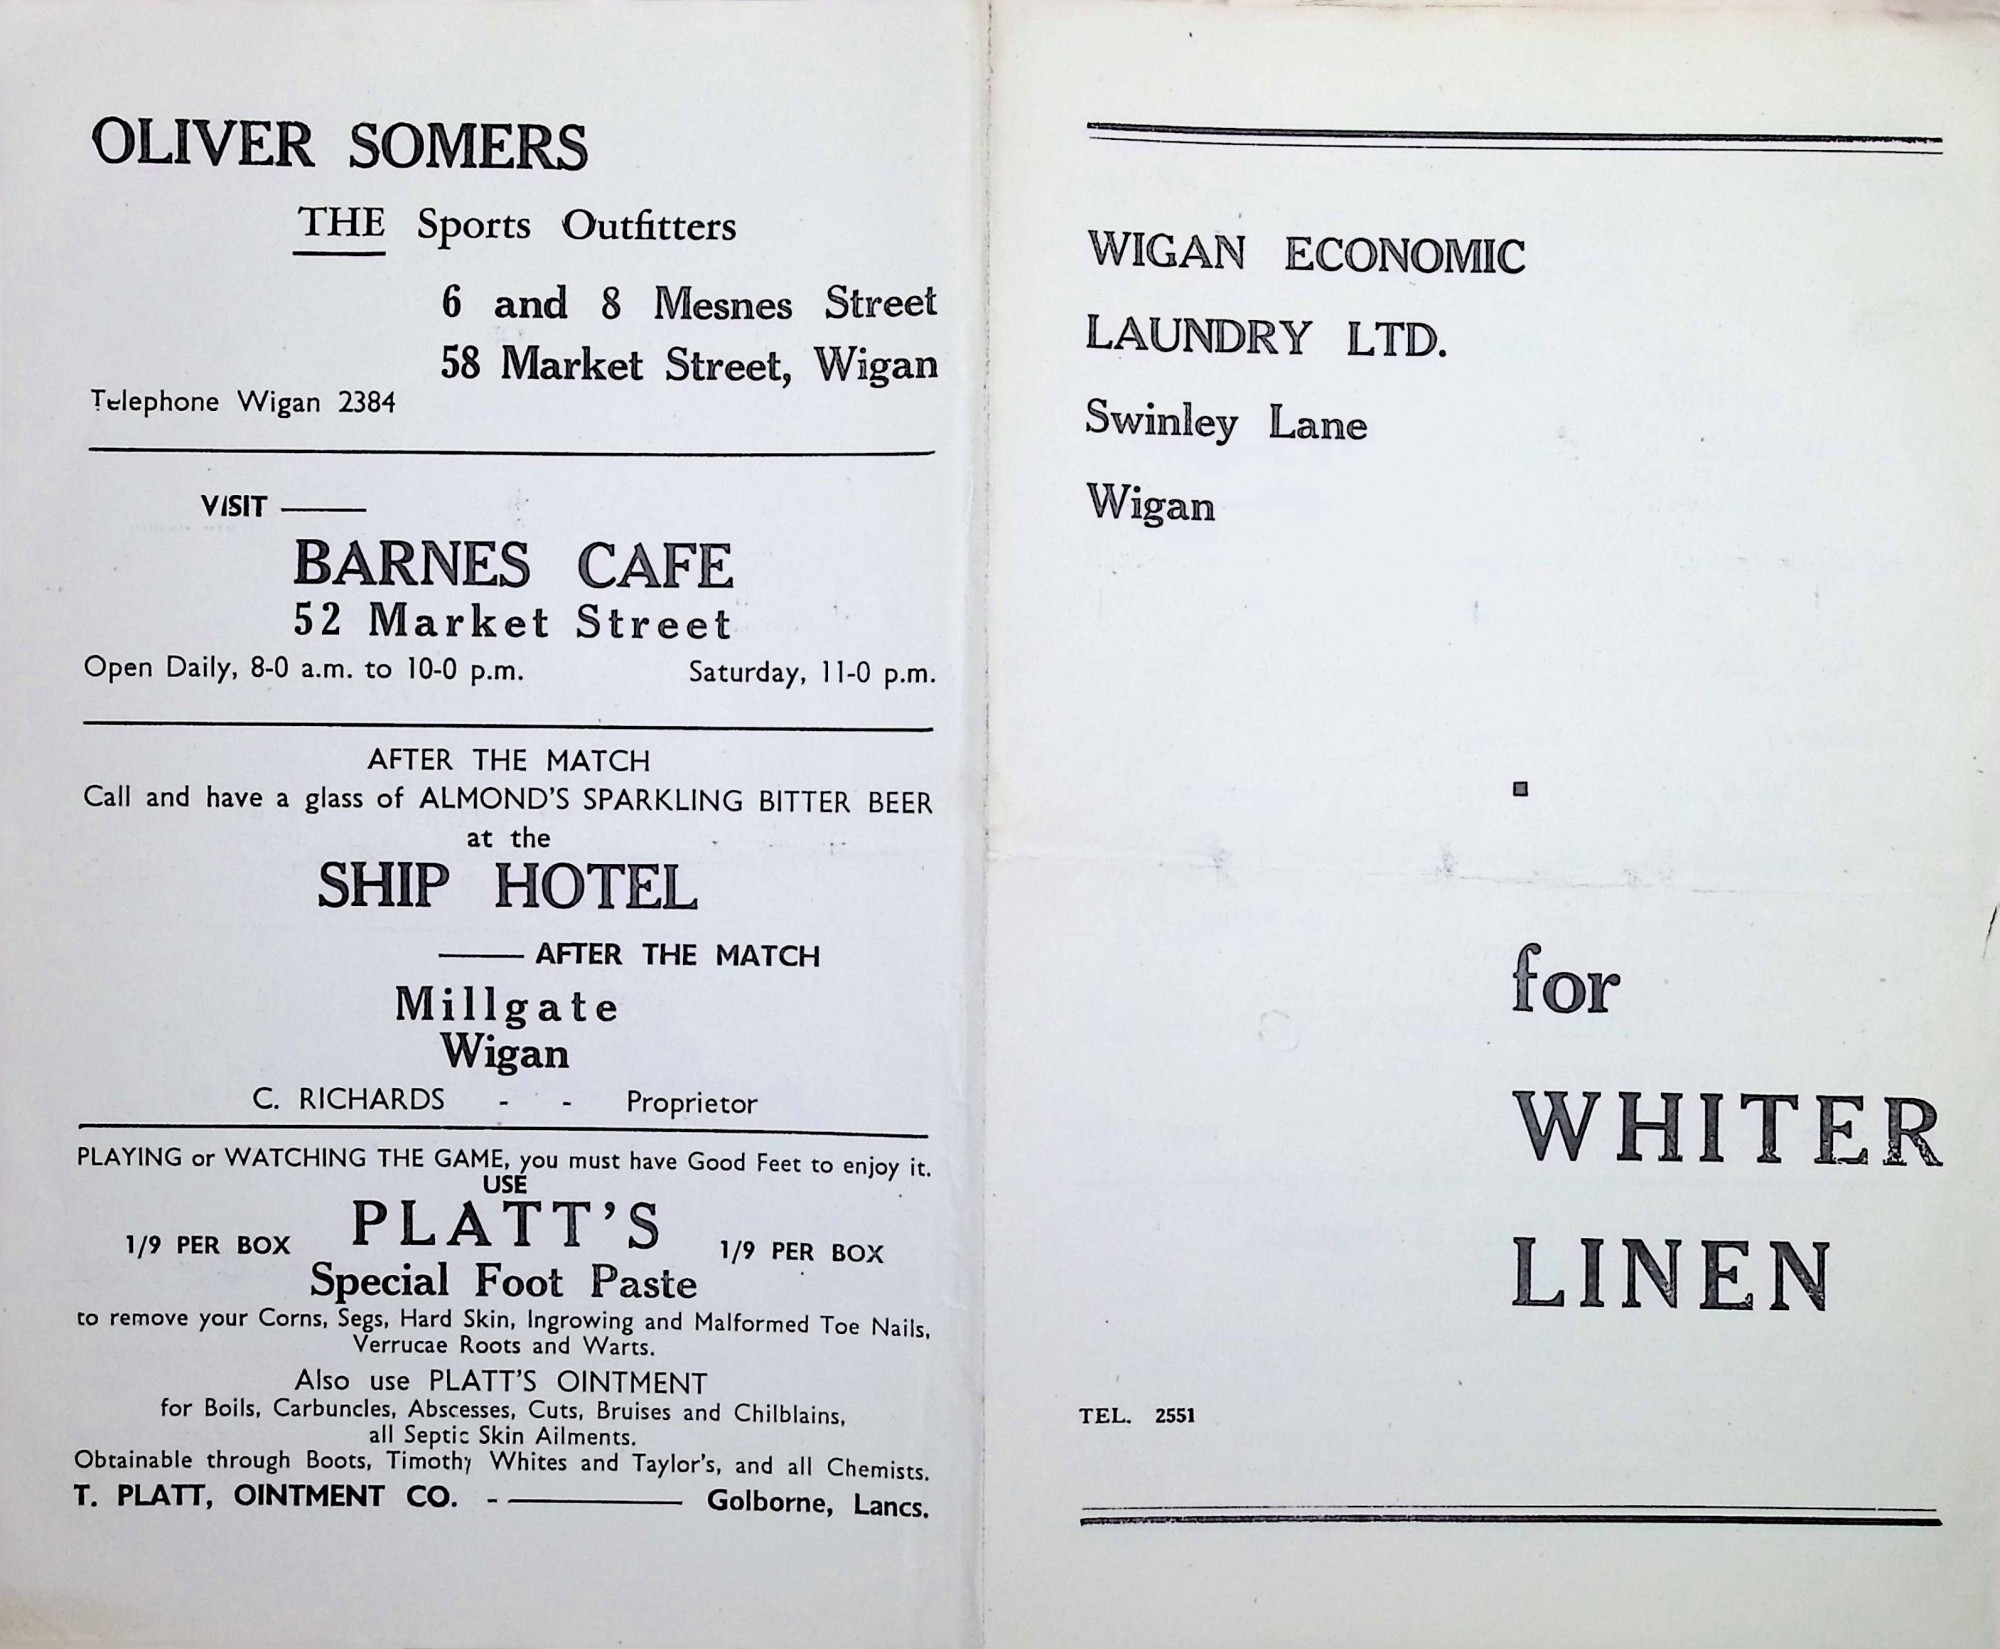 OLIVER SOMERS
THE Sports Outfitters
6 and 8 Mesnes Street
58 Market Street, Wigan
Telephone Wigan 2384
VISIT ——
BARNES CAFE
52 Market Street
Open Daily, 8-0 a.m. to 10-0 p.m. Saturday, 11-0 p.m.
AFTER THE MATCH
Call and have a glass of ALMOND'S SPARKLING BITTER BEER
at the
SHIP HOTEL
—— AFTER THE MATCH
Millgate
Wigan
C. RICHARDS - - Proprietor
PLAYING or WATCHING THE GAME, you must have Good Feet to enjoy it.
USE
1/9 PER BOX PLATT'S 1/9 PER BOX
Special Foot Paste
to remove your Corns, Segs, Hard Skin, Ingrowing and Malformed Toe Nails,
Verrucae Roots and Warts.
Also use PLATT'S OINTMENT
for Boils, Carbuncles, Abscesses, Cuts, Bruises and Chilblains,
all Septic Skin Ailments.
Obtainable through Boots, Timothy Whites and Taylor's, and all Chemists.
T. PLATT, OINTMENT CO. - —— Golborne, Lancs.
WIGAN ECONOMIC
LAUNDRY LTD.
Swinley Lane
Wigan
for
WHITER
LINEN
TEL. 2551